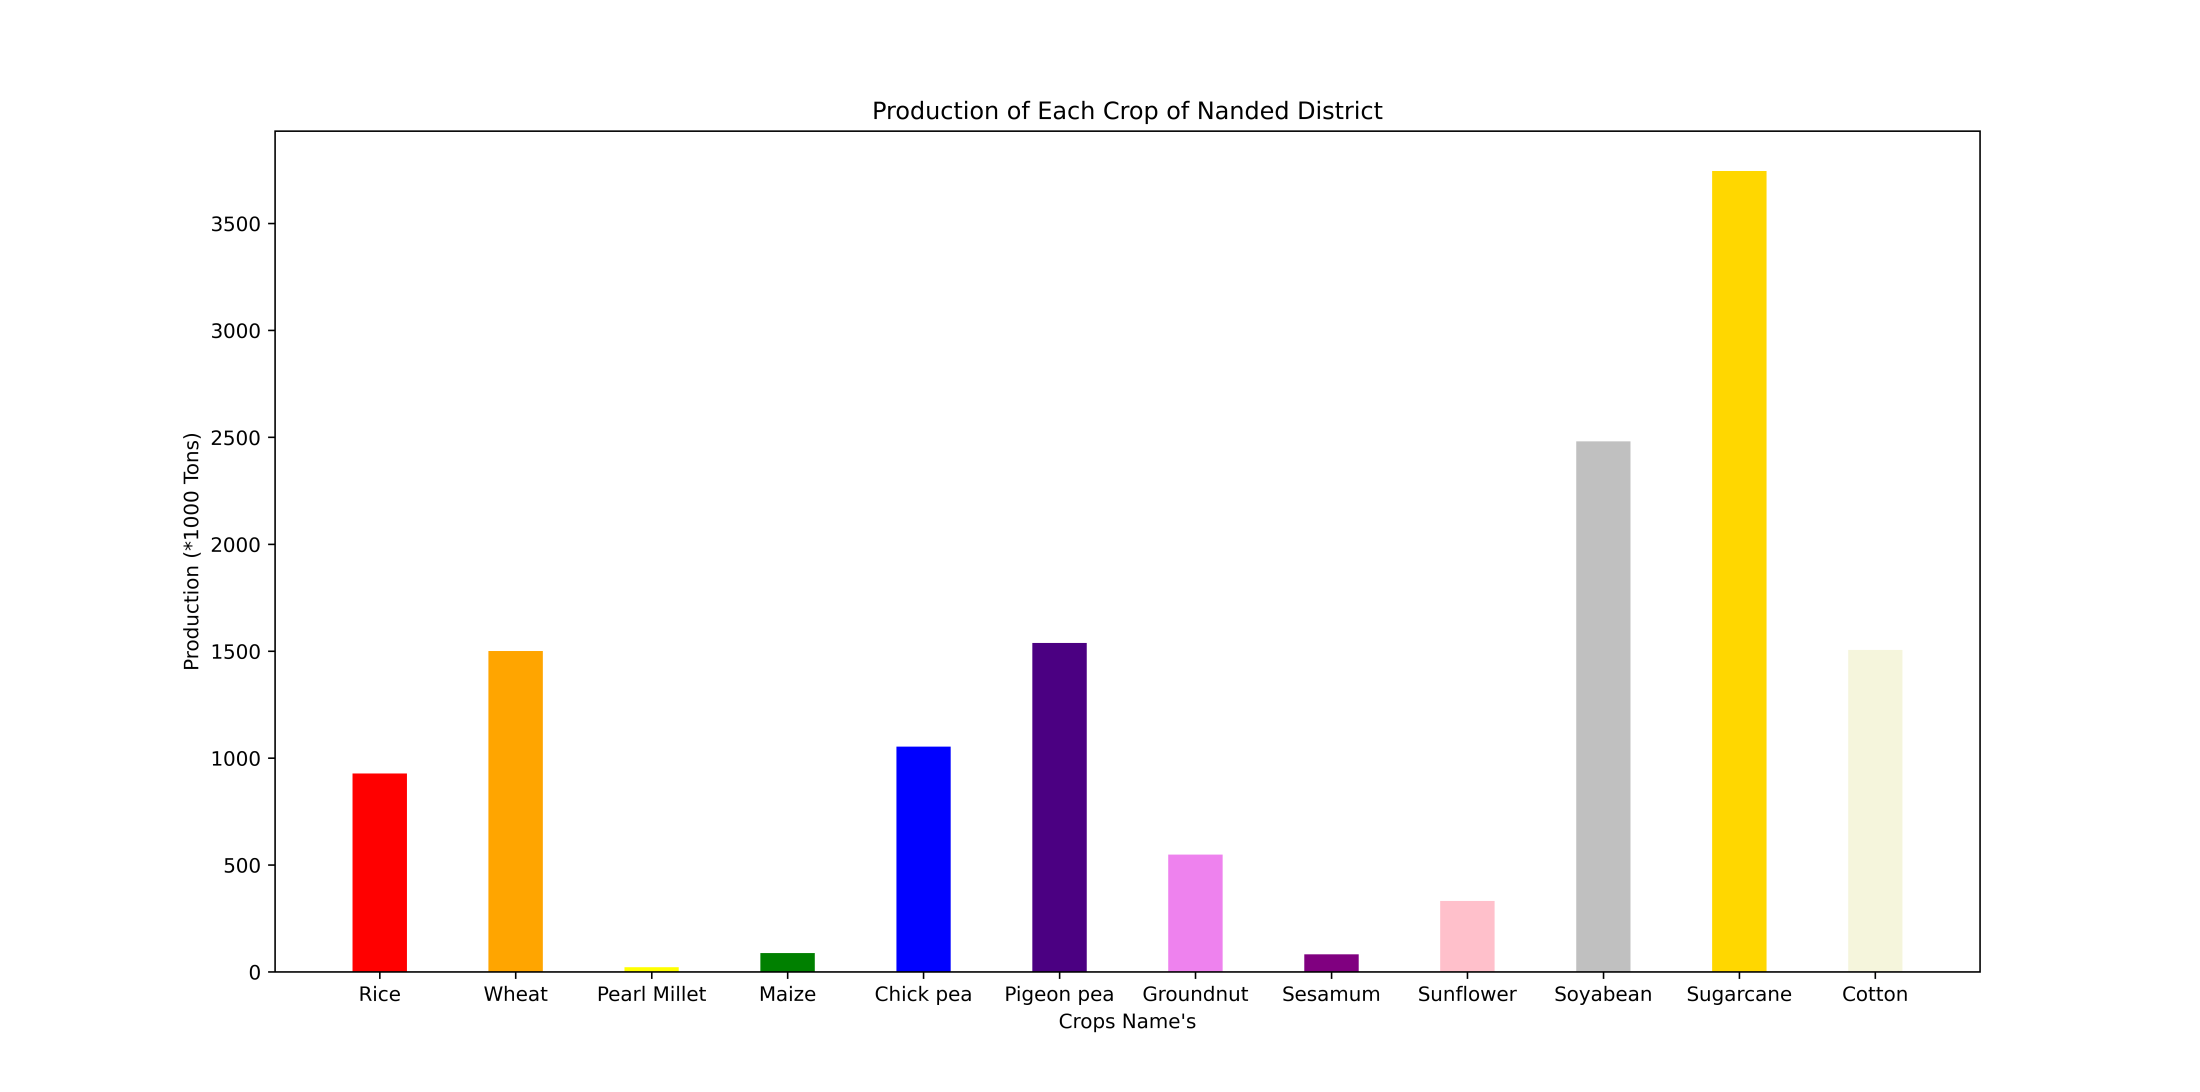 Production of Each Crop of Nanded District
Production (*1000 Tons)
3500
3000
2500
2000
1500
1000
500
0
Rice Wheat Pearl Millet Maize Chick pea Pigeon pea Groundnut Sesamum Sunflower Soyabean Sugarcane Cotton
Crops Name's